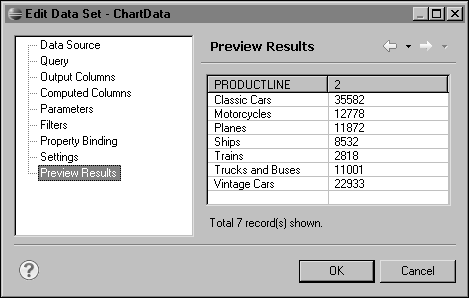 Edit Data Set - ChartData
Data Source
Query
Output Columns
Computed Columns
Parameters
Filters
Property Binding
Settings
Preview Results
Preview Results
PRODUCTLINE 2
Classic Cars 35582
Motorcycles 12778
Planes 11872
Ships 8532
Trains 2818
Trucks and Buses 11001
Vintage Cars 22933
Total 7 record(s) shown.
?
OK Cancel